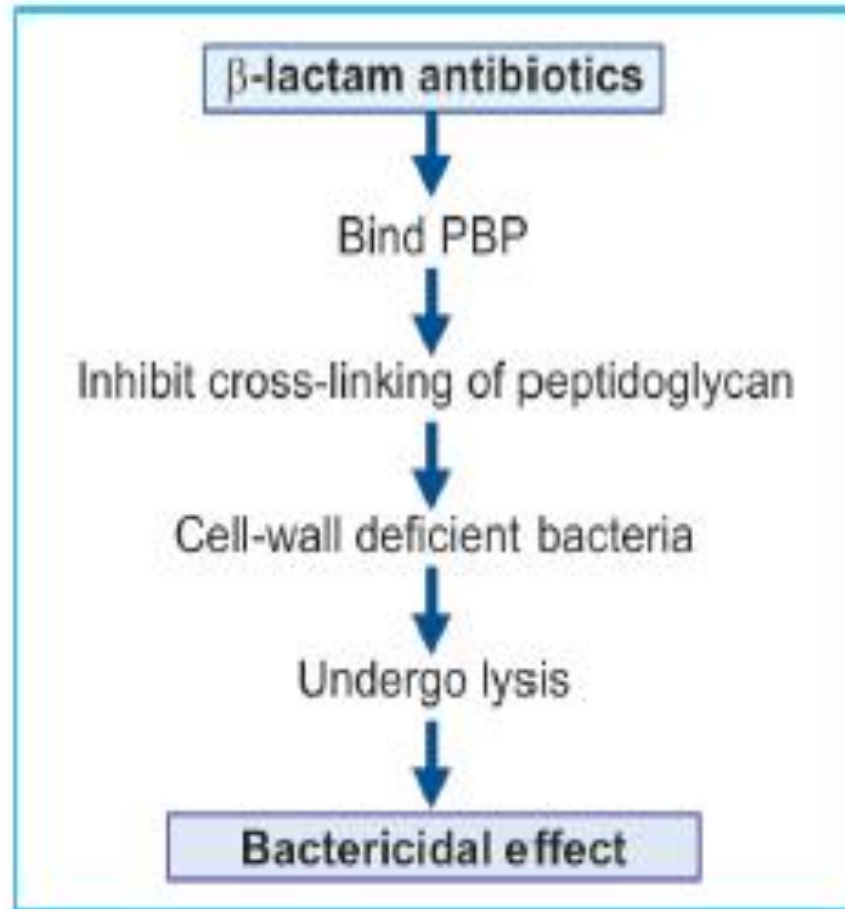 β-lactam antibiotics
Bind PBP
Inhibit cross-linking of peptidoglycan
Cell-wall deficient bacteria
Undergo lysis
Bactericidal effect